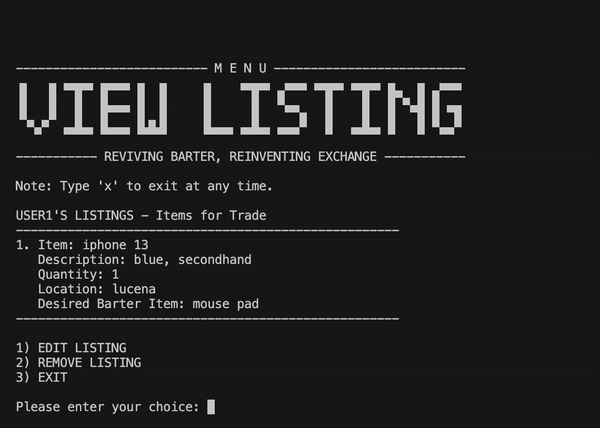 -------------------------- M E N U --------------------------
VIEW LISTING
----------- REVIVING BARTER, REINVENTING EXCHANGE -----------
Note: Type 'x' to exit at any time.
USER1'S LISTINGS - Items for Trade
----------------------------------------------------
1. Item: iphone 13
   Description: blue, secondhand
   Quantity: 1
   Location: lucena
   Desired Barter Item: mouse pad
----------------------------------------------------
1) EDIT LISTING
2) REMOVE LISTING
3) EXIT
Please enter your choice: